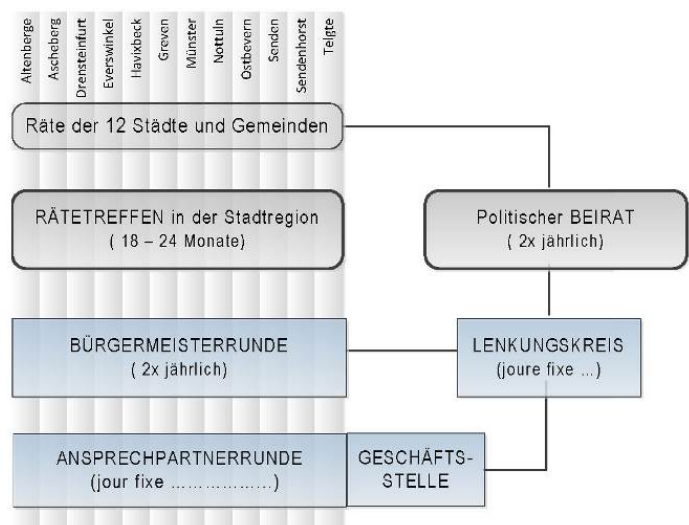 Altenberge
Ascheberg
Drensteinfurt
Everswinkel
Havixbeck
Greven
Münster
Nottuln
Ostbevern
Senden
Sendenhorst
Telgte
Räte der 12 Städte und Gemeinden
RÄTETREFFEN in der Stadtregion
( 18 – 24 Monate)
Politischer BEIRAT
( 2x jährlich)
BÜRGERMEISTERRUNDE
( 2x jährlich)
LENKUNGSKREIS
(joure fixe ...)
ANSPRECHPARTNERRUNDE
(jour fixe ………………)
GESCHÄFTS-
STELLE